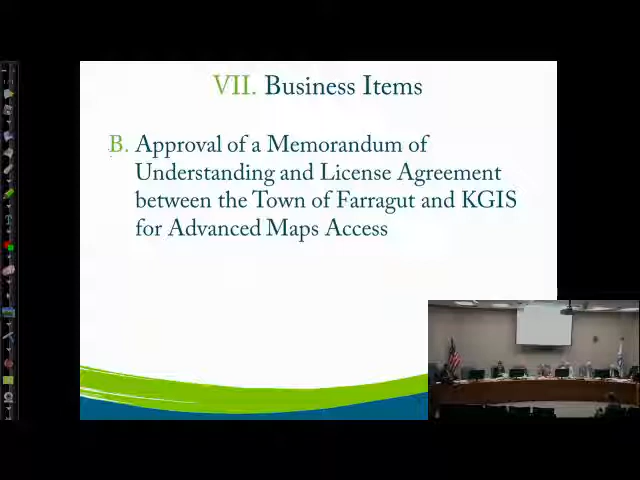 VII. Business Items
B. Approval of a Memorandum of
Understanding and License Agreement
between the Town of Farragut and KGIS
for Advanced Maps Access